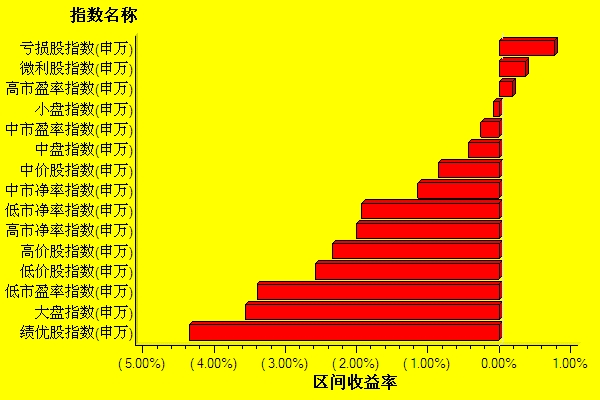 指数名称
亏损股指数(申万)
微利股指数(申万)
高市盈率指数(申万)
小盘指数(申万)
中市盈率指数(申万)
中盘指数(申万)
中价股指数(申万)
中市净率指数(申万)
低市净率指数(申万)
高市净率指数(申万)
高价股指数(申万)
低价股指数(申万)
低市盈率指数(申万)
大盘指数(申万)
绩优股指数(申万)
(5.00%) (4.00%) (3.00%) (2.00%) (1.00%) 0.00% 1.00%
区间收益率